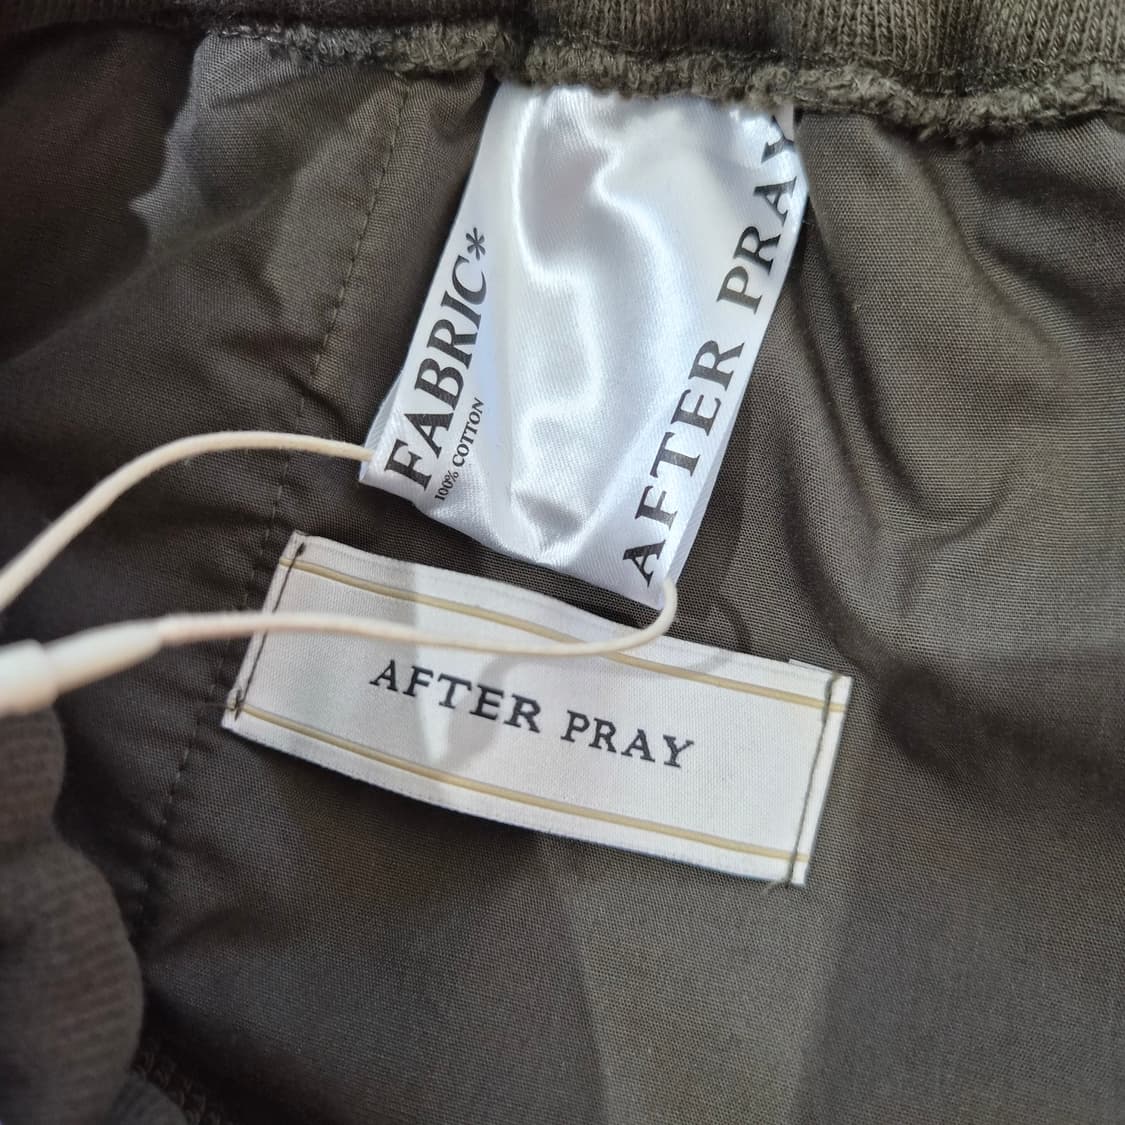 FABRIC*
100% COTTON
AFTER PRAY
AFTER PRAY